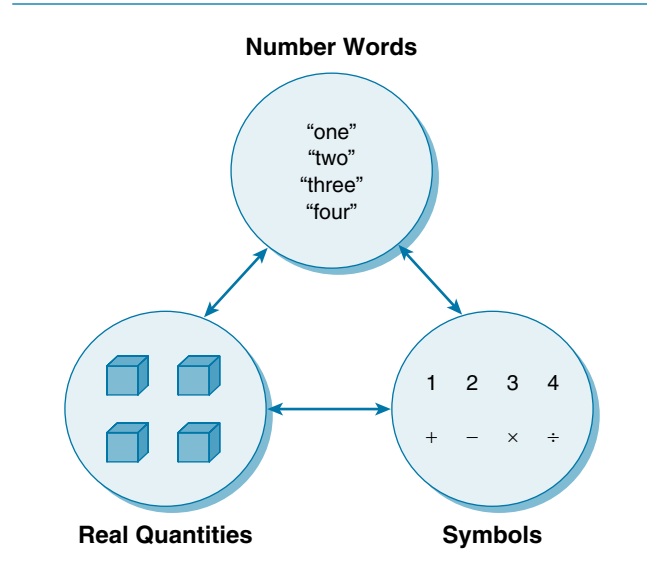 Number Words
“one”
“two”
“three”
“four”
1 2 3 4
+ − × ÷
Real Quantities
Symbols